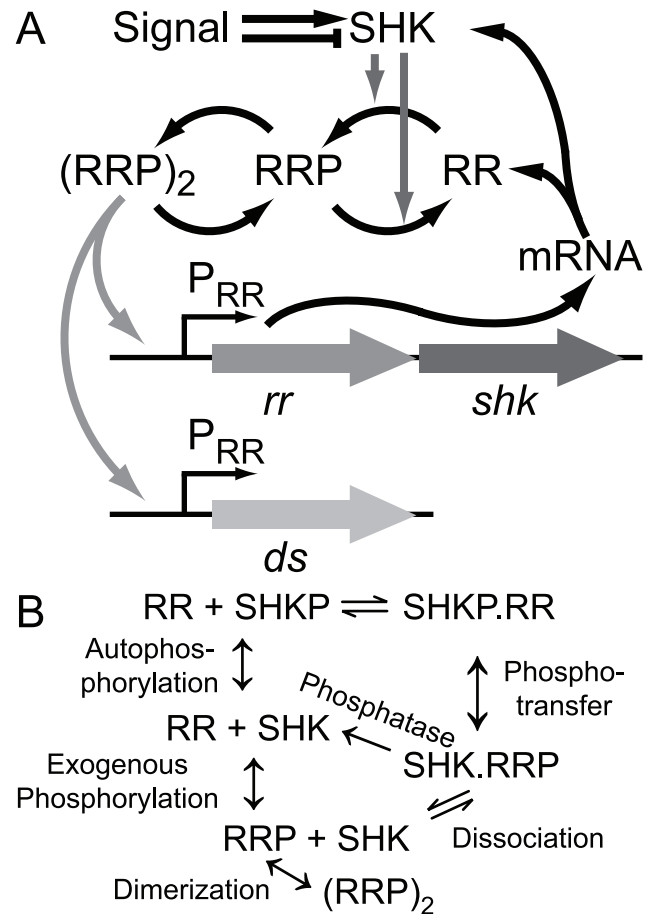 A
Signal SHK
(RRP)2 RRP RR
mRNA
PRR
rr shk
PRR
ds
B
RR + SHKP ⇌ SHKP.RR
Autophos-
phorylation
Phospho-
transfer
Phosphatase
RR + SHK
SHK.RRP
Exogenous
Phosphorylation
RRP + SHK
Dissociation
Dimerization
(RRP)2